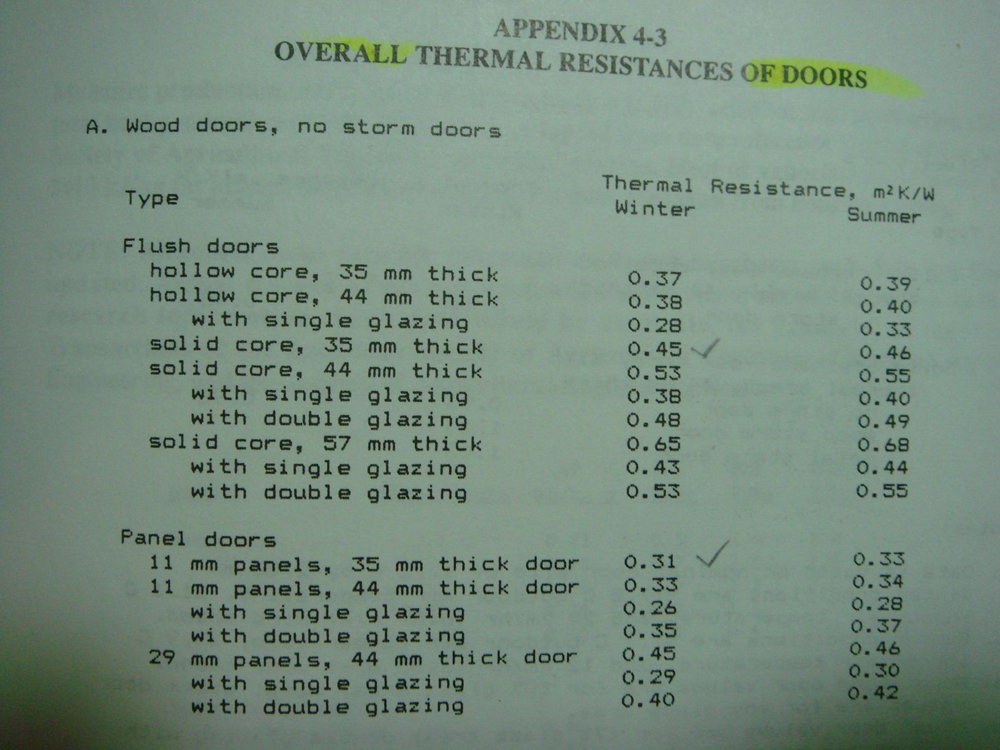 APPENDIX 4-3
OVERALL THERMAL RESISTANCES OF DOORS
A. Wood doors, no storm doors
Type Thermal Resistance, m²K/W
Winter Summer
Flush doors
hollow core, 35 mm thick 0.37 0.39
hollow core, 44 mm thick 0.38 0.40
with single glazing 0.28 0.33
solid core, 35 mm thick 0.45 ✓ 0.46
solid core, 44 mm thick 0.53 0.55
with single glazing 0.38 0.40
with double glazing 0.48 0.49
solid core, 57 mm thick 0.65 0.68
with single glazing 0.43 0.44
with double glazing 0.53 0.55
Panel doors
11 mm panels, 35 mm thick door 0.31 ✓ 0.33
11 mm panels, 44 mm thick door 0.33 0.34
with single glazing 0.26 0.28
with double glazing 0.35 0.37
29 mm panels, 44 mm thick door 0.45 0.46
with single glazing 0.29 0.30
with double glazing 0.40 0.42